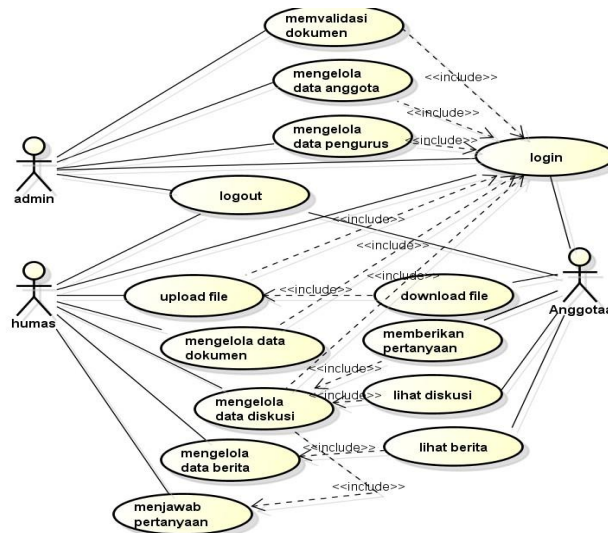 memvalidasi
dokumen
<<include>>
mengelola
data anggota
<<include>>
mengelola
data pengurus
<<include>>
login
admin
logout
<<include>>
<<include>>
<<include>>
upload file
<<include>>
download file
humas
Anggotaa
mengelola data
dokumen
memberikan
pertanyaan
<<include>>
mengelola
data diskusi
<<include>>
lihat diskusi
mengelola
data berita
<<include>>
lihat berita
<<include>>
menjawab
pertanyaan